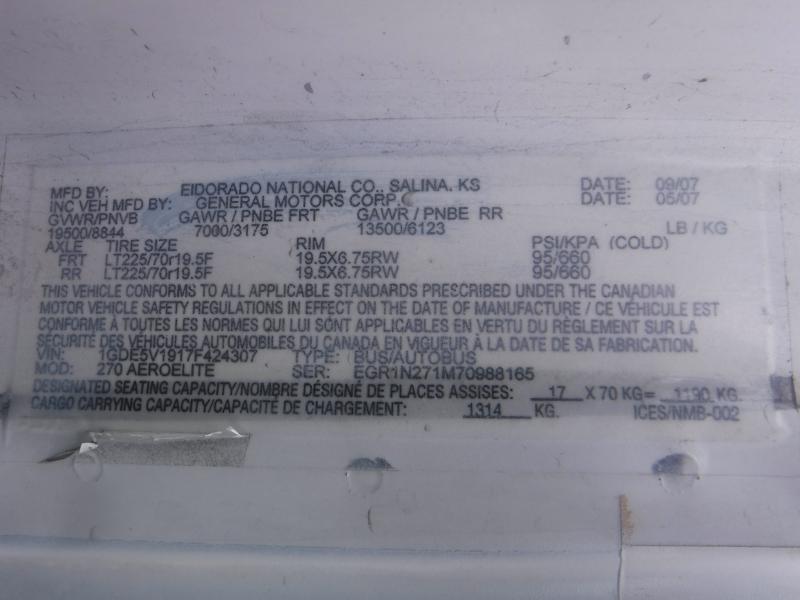 MFD BY: ElDORADO NATIONAL CO., SALINA, KS DATE: 09/07
INC VEH MFD BY: GENERAL MOTORS CORP. DATE: 05/07
GVWR/PNVB GAWR / PNBE FRT GAWR / PNBE RR
19500/8844 7000/3175 13500/6123 LB / KG
AXLE TIRE SIZE RIM PSI/KPA (COLD)
FRT LT225/70r19.5F 19.5X6.75RW 95/660
RR LT225/70r19.5F 19.5X6.75RW 95/660
THIS VEHICLE CONFORMS TO ALL APPLICABLE STANDARDS PRESCRIBED UNDER THE CANADIAN
MOTOR VEHICLE SAFETY REGULATIONS IN EFFECT ON THE DATE OF MANUFACTURE / CE VÉHICULE EST
CONFORME À TOUTES LES NORMES QUI LUI SONT APPLICABLES EN VERTU DU RÈGLEMENT SUR LA
SÉCURITÉ DES VÉHICULES AUTOMOBILES DU CANADA EN VIGUEUR À LA DATE DE SA FABRICATION.
VIN: 1GDE5V1917F424307 TYPE: BUS/AUTOBUS
MOD: 270 AEROELITE SER: EGR1N271M70988165
DESIGNATED SEATING CAPACITY/NOMBRE DÉSIGNÉ DE PLACES ASSISES: 17 X 70 KG= 1190 KG.
CARGO CARRYING CAPACITY/CAPACITÉ DE CHARGEMENT: 1314 KG. ICES/NMB-002